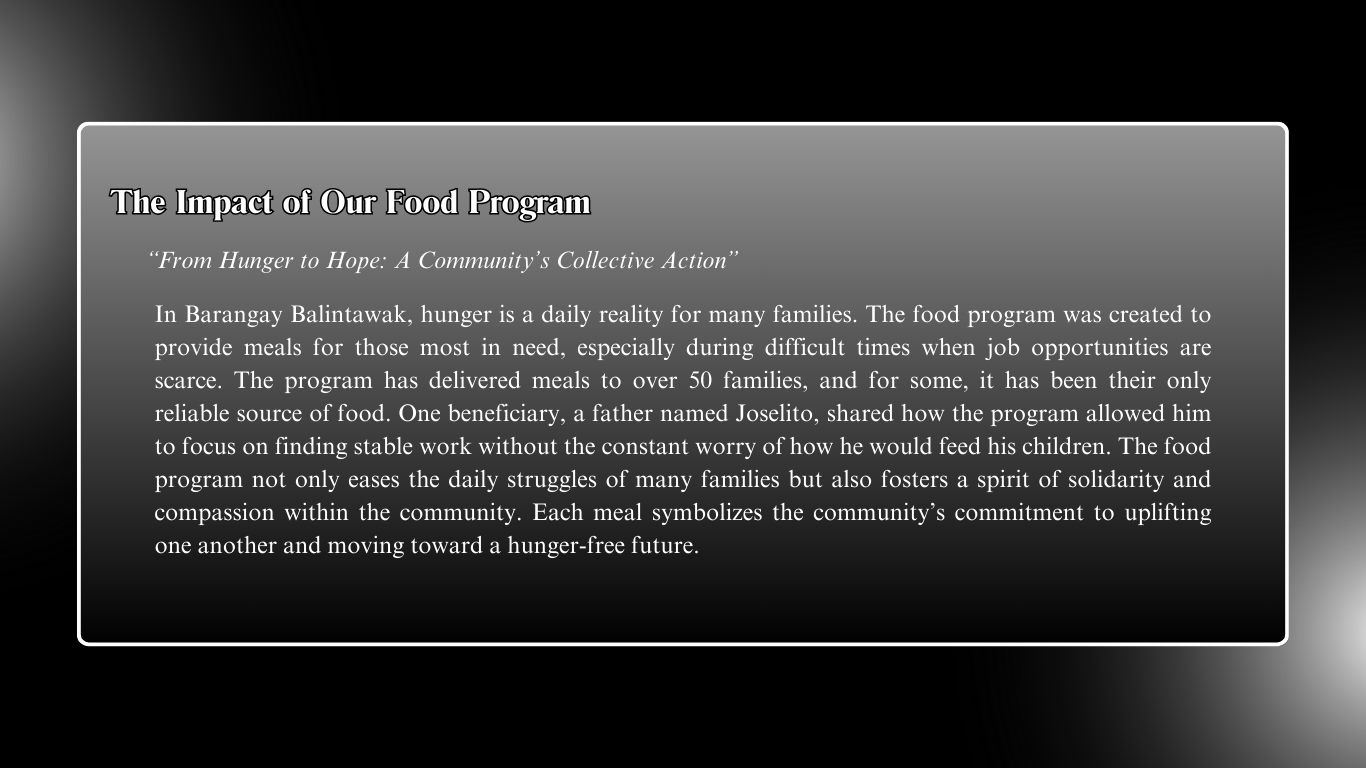 The Impact of Our Food Program
“From Hunger to Hope: A Community’s Collective Action”
In Barangay Balintawak, hunger is a daily reality for many families. The food program was created to
provide meals for those most in need, especially during difficult times when job opportunities are
scarce. The program has delivered meals to over 50 families, and for some, it has been their only
reliable source of food. One beneficiary, a father named Joselito, shared how the program allowed him
to focus on finding stable work without the constant worry of how he would feed his children. The food
program not only eases the daily struggles of many families but also fosters a spirit of solidarity and
compassion within the community. Each meal symbolizes the community’s commitment to uplifting
one another and moving toward a hunger-free future.